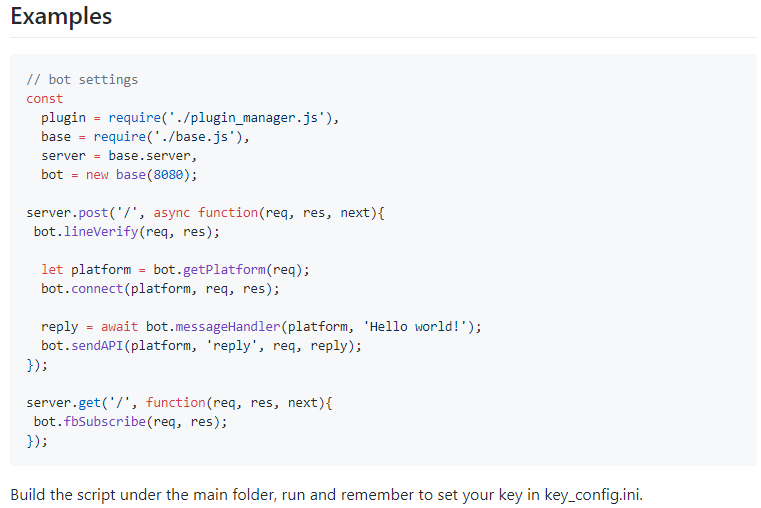 Examples
// bot settings
const
  plugin = require('./plugin_manager.js'),
  base = require('./base.js'),
  server = base.server,
  bot = new base(8080);

server.post('/', async function(req, res, next){
 bot.lineVerify(req, res);

  let platform = bot.getPlatform(req);
  bot.connect(platform, req, res);

  reply = await bot.messageHandler(platform, 'Hello world!');
  bot.sendAPI(platform, 'reply', req, reply);
});

server.get('/', function(req, res, next){
 bot.fbSubscribe(req, res);
});
Build the script under the main folder, run and remember to set your key in key_config.ini.